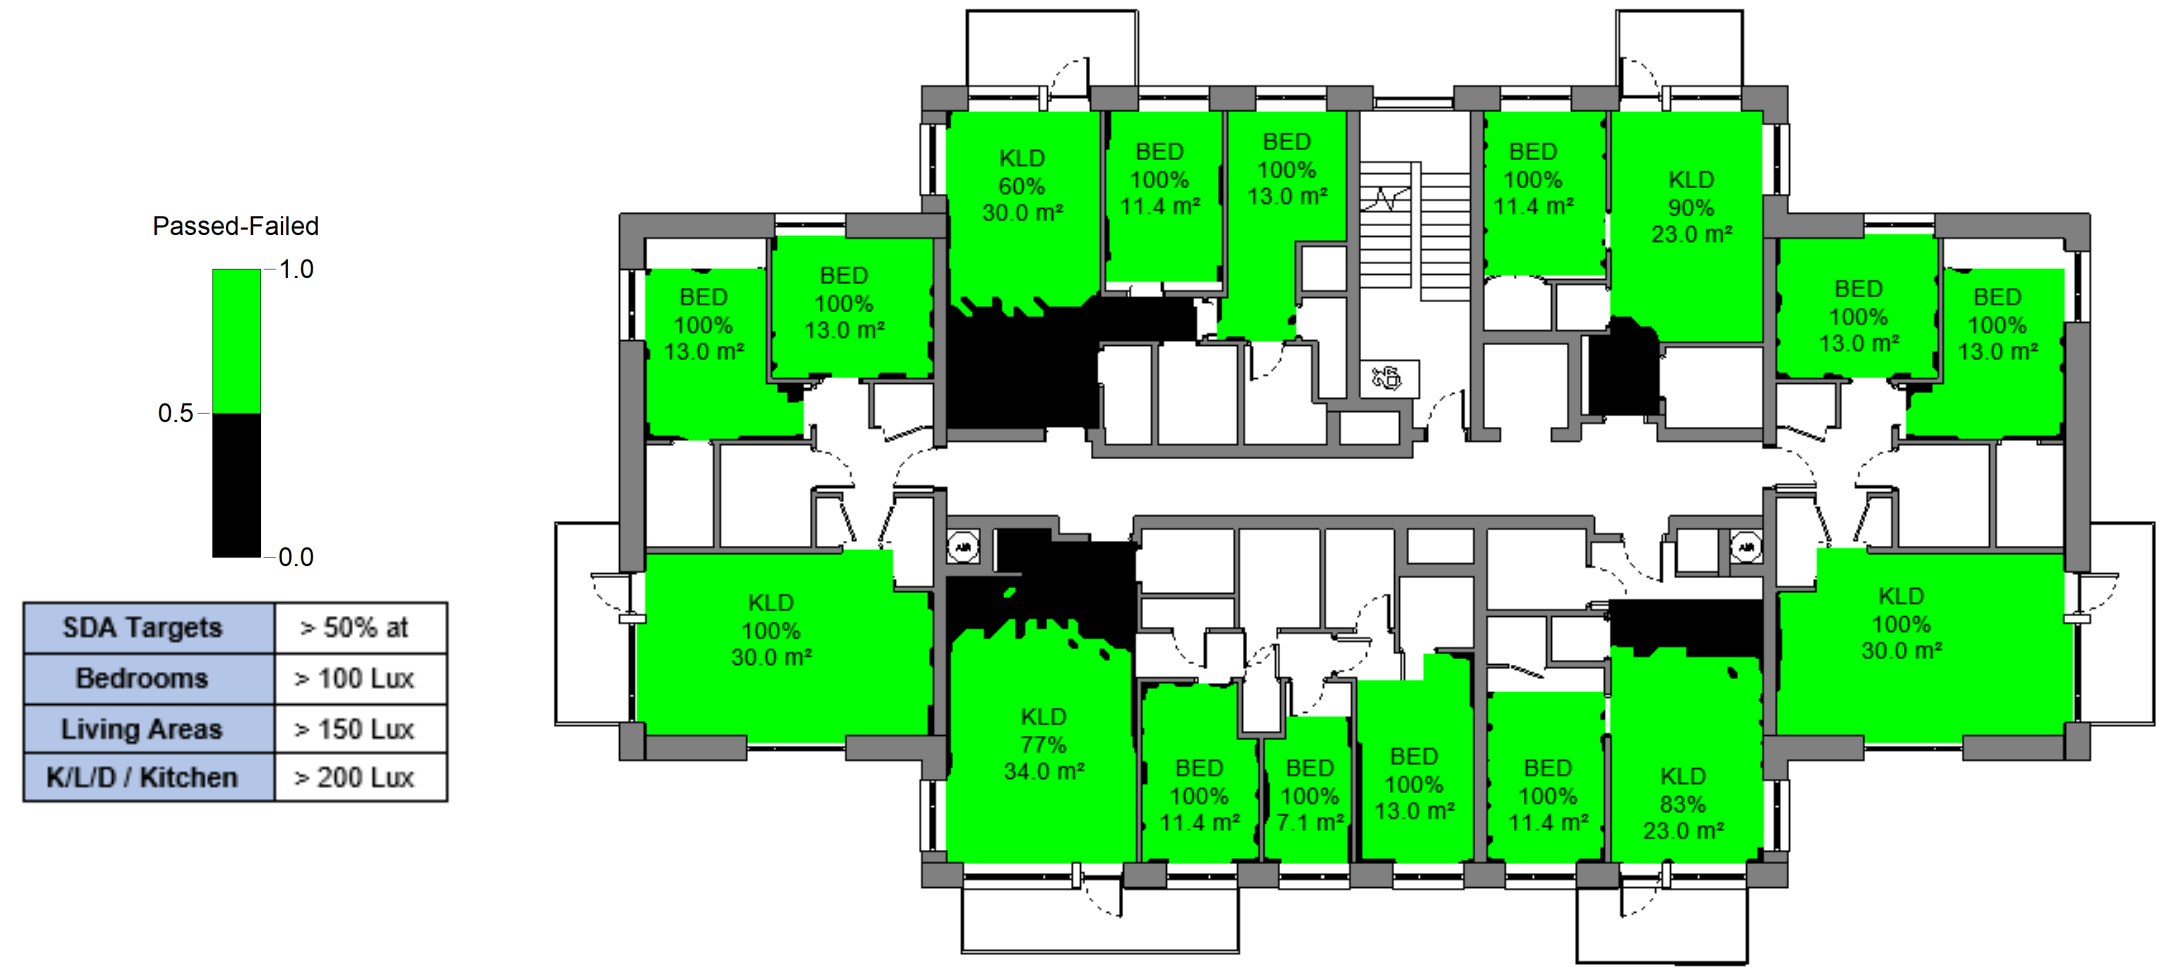 Passed-Failed
1.0
0.5
0.0
SDA Targets > 50% at
Bedrooms > 100 Lux
Living Areas > 150 Lux
K/L/D / Kitchen > 200 Lux
KLD
60%
30.0 m²
BED
100%
11.4 m²
BED
100%
13.0 m²
BED
100%
11.4 m²
KLD
90%
23.0 m²
BED
100%
13.0 m²
BED
100%
13.0 m²
BED
100%
13.0 m²
BED
100%
13.0 m²
KLD
100%
30.0 m²
AIR
AIR
KLD
100%
30.0 m²
KLD
77%
34.0 m²
BED
100%
11.4 m²
BED
100%
7.1 m²
BED
100%
13.0 m²
BED
100%
11.4 m²
KLD
83%
23.0 m²